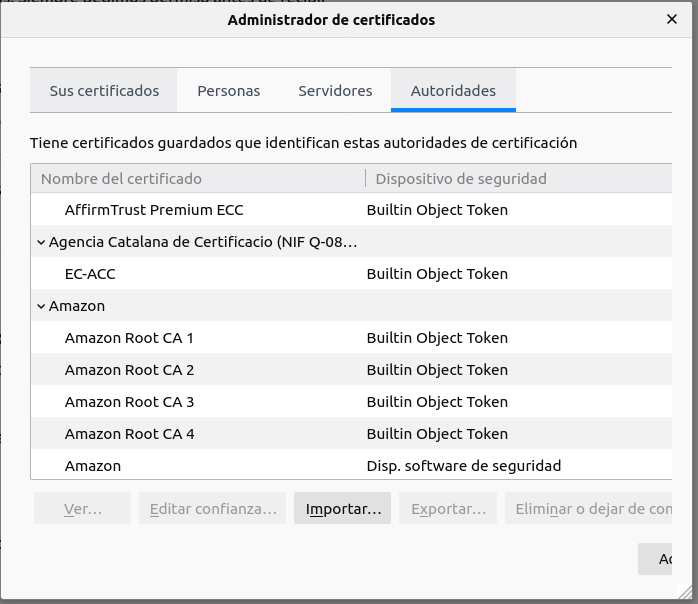 Administrador de certificados
Sus certificados Personas Servidores Autoridades
Tiene certificados guardados que identifican estas autoridades de certificación
Nombre del certificado Dispositivo de seguridad
AffirmTrust Premium ECC Builtin Object Token
Agencia Catalana de Certificacio (NIF Q-08…
EC-ACC Builtin Object Token
Amazon
Amazon Root CA 1 Builtin Object Token
Amazon Root CA 2 Builtin Object Token
Amazon Root CA 3 Builtin Object Token
Amazon Root CA 4 Builtin Object Token
Amazon Disp. software de seguridad
Ver… Editar confianza… Importar… Exportar… Eliminar o dejar de con